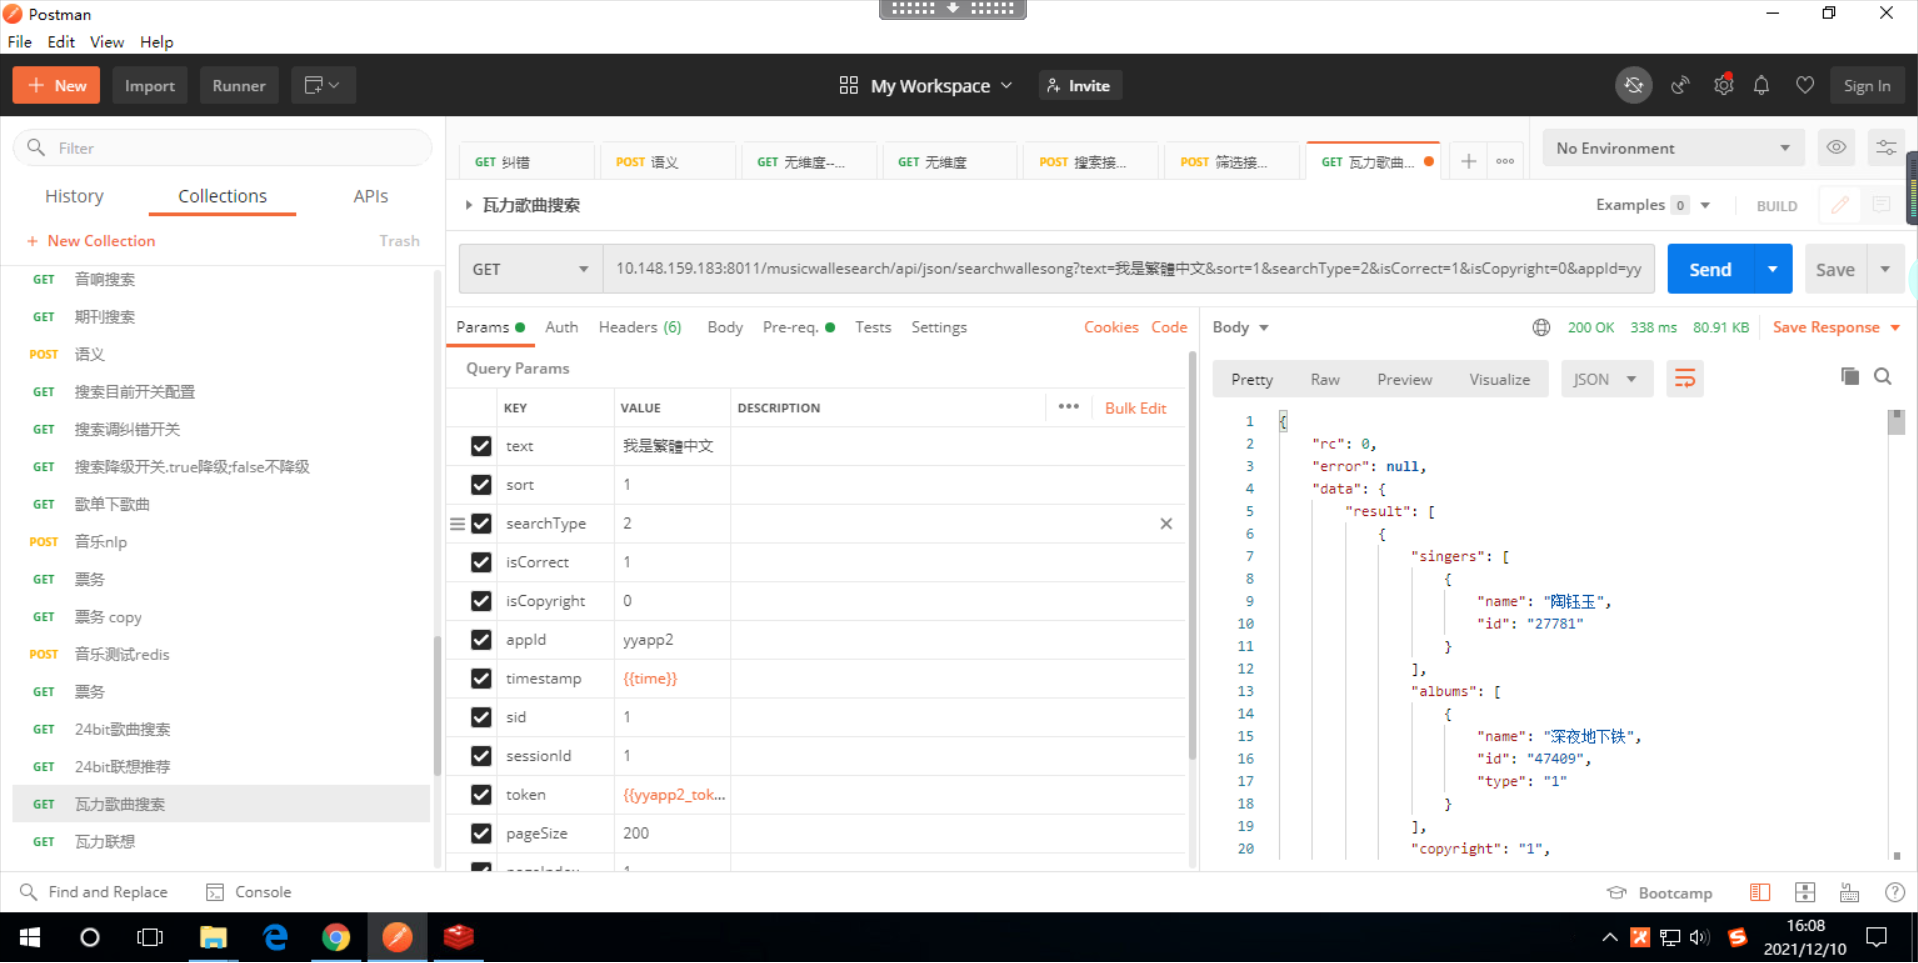 Postman
File Edit View Help
New Import Runner My Workspace Invite Sign In
Filter
History Collections APIs
+ New Collection Trash
GET 音响搜索
GET 期刊搜索
POST 语义
GET 搜索目前开关配置
GET 搜索调纠错开关
GET 搜索降级开关.true降级;false不降级
GET 歌单下歌曲
POST 音乐nlp
GET 票务
GET 票务 copy
POST 音乐测试redis
GET 票务
GET 24bit歌曲搜索
GET 24bit联想推荐
GET 瓦力歌曲搜索
GET 瓦力联想
GET 纠错 POST 语义 GET 无维度--... GET 无维度 POST 搜索接... POST 筛选接... GET 瓦力歌曲...
No Environment
瓦力歌曲搜索 Examples 0 BUILD
GET 10.148.159.183:8011/musicwallesearch/api/json/searchwallesong?text=我是繁體中文&sort=1&searchType=2&isCorrect=1&isCopyright=0&appId=yy Send Save
Params Auth Headers (6) Body Pre-req. Tests Settings Cookies Code
Query Params
KEY VALUE DESCRIPTION Bulk Edit
text 我是繁體中文
sort 1
searchType 2
isCorrect 1
isCopyright 0
appId yyapp2
timestamp {{time}}
sid 1
sessionId 1
token {{yyapp2_tok...
pageSize 200
Body 200 OK 338 ms 80.91 KB Save Response
Pretty Raw Preview Visualize JSON
1 {
2 "rc": 0,
3 "error": null,
4 "data": {
5 "result": [
6 {
7 "singers": [
8 {
9 "name": "陶钰玉",
10 "id": "27781"
11 }
12 ],
13 "albums": [
14 {
15 "name": "深夜地下铁",
16 "id": "47409",
17 "type": "1"
18 }
19 ],
20 "copyright": "1",
Find and Replace Console Bootcamp
16:08
2021/12/10